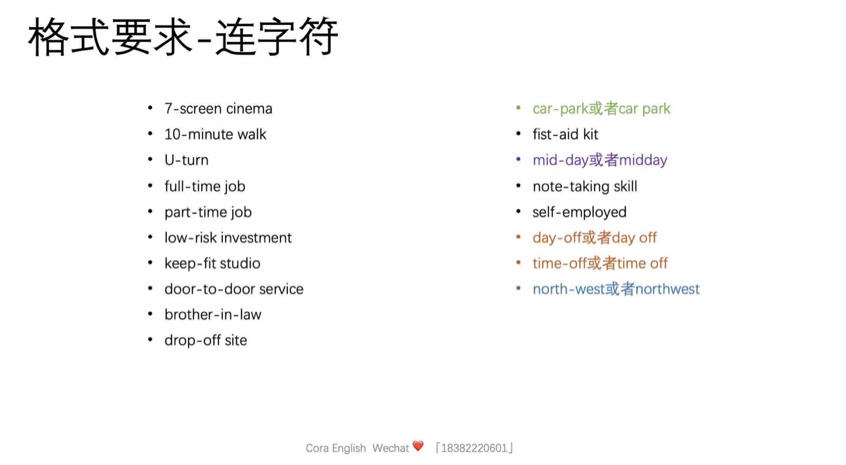 格式要求-连字符
• 7-screen cinema
• 10-minute walk
• U-turn
• full-time job
• part-time job
• low-risk investment
• keep-fit studio
• door-to-door service
• brother-in-law
• drop-off site
• car-park或者car park
• fist-aid kit
• mid-day或者midday
• note-taking skill
• self-employed
• day-off或者day off
• time-off或者time off
• north-west或者northwest
Cora English Wechat ❤️ 「18382220601」